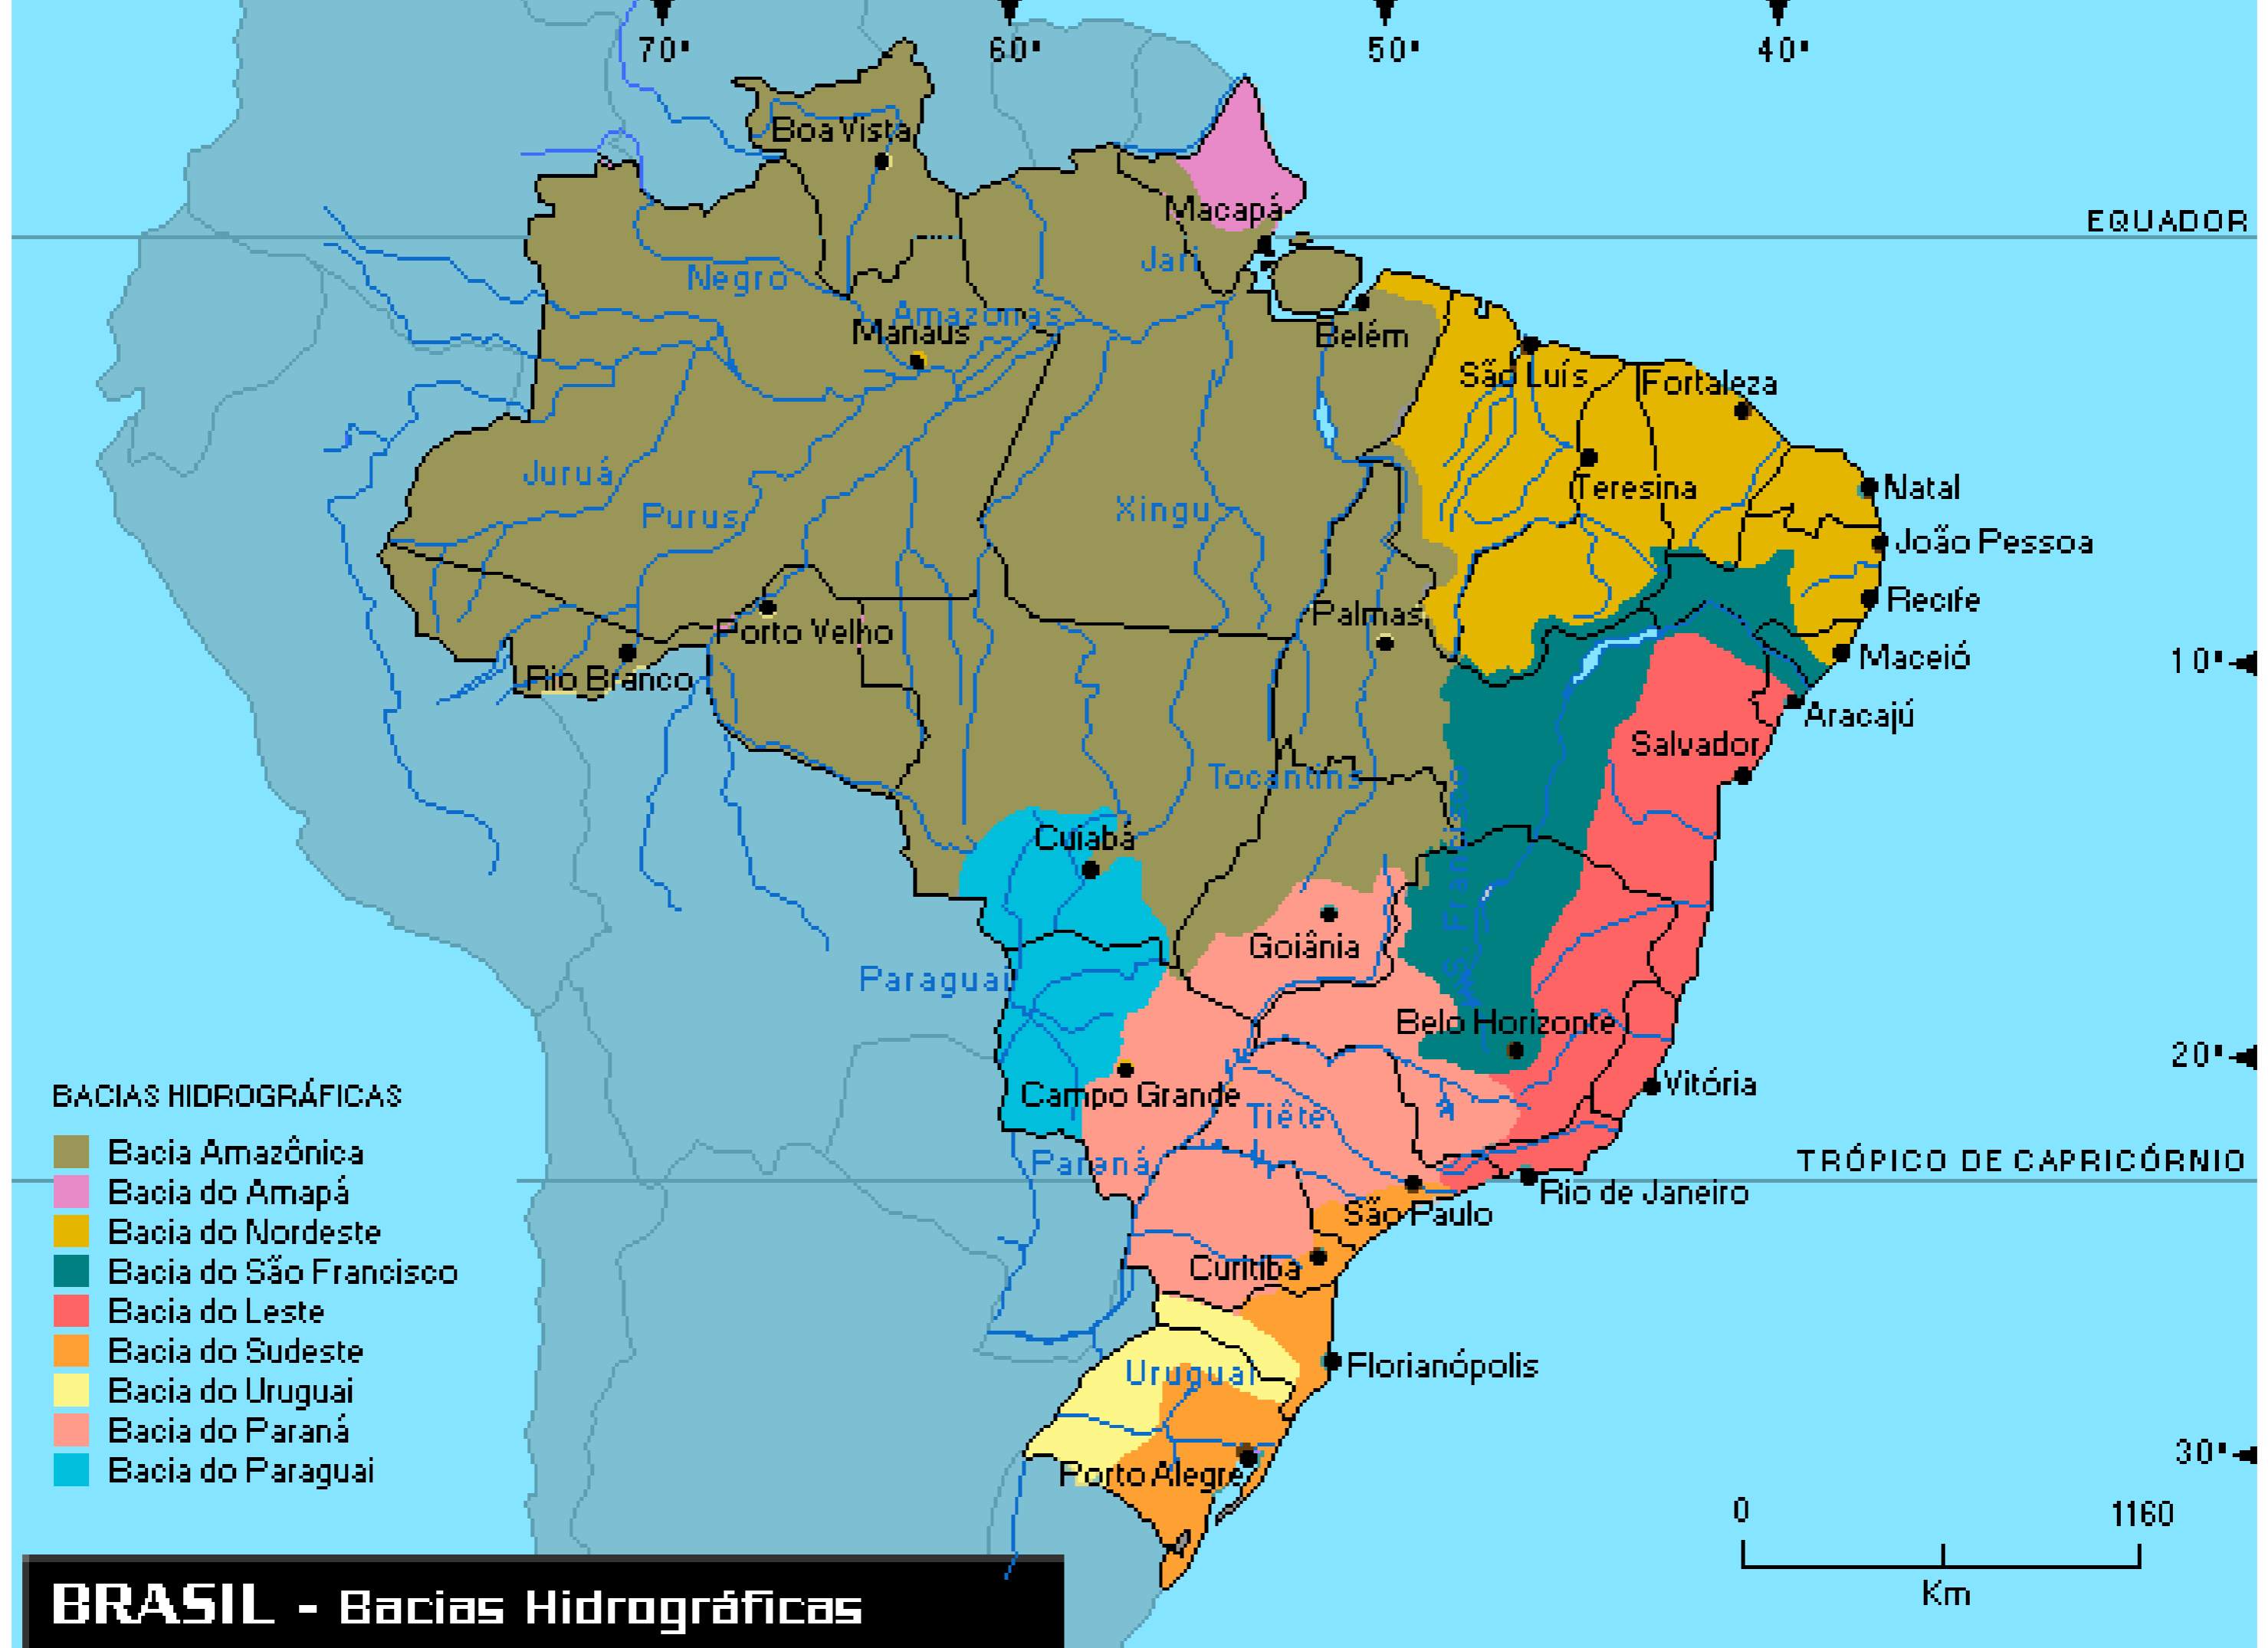 70°
60°
50°
40°
Boa Vista
Macapá
EQUADOR
Negro
Jari
Amazonas
Manaus
Belém
São Luís
Fortaleza
Juruá
Purus
Xingu
Teresina
Natal
João Pessoa
Recife
Palmas
Porto Velho
Rio Branco
Maceió
10°
Aracajú
Salvador
Tocantins
Cuiabá
S. Francisco
Goiânia
Paraguai
Belo Horizonte
20°
Vitória
Campo Grande
Tiête
Paraná
TRÓPICO DE CAPRICÓRNIO
Rio de Janeiro
São Paulo
Curitiba
Uruguai
Florianópolis
Porto Alegre
30°
BACIAS HIDROGRÁFICAS
Bacia Amazônica
Bacia do Amapá
Bacia do Nordeste
Bacia do São Francisco
Bacia do Leste
Bacia do Sudeste
Bacia do Uruguai
Bacia do Paraná
Bacia do Paraguai
0 1160
Km
BRASIL - Bacias Hidrográficas